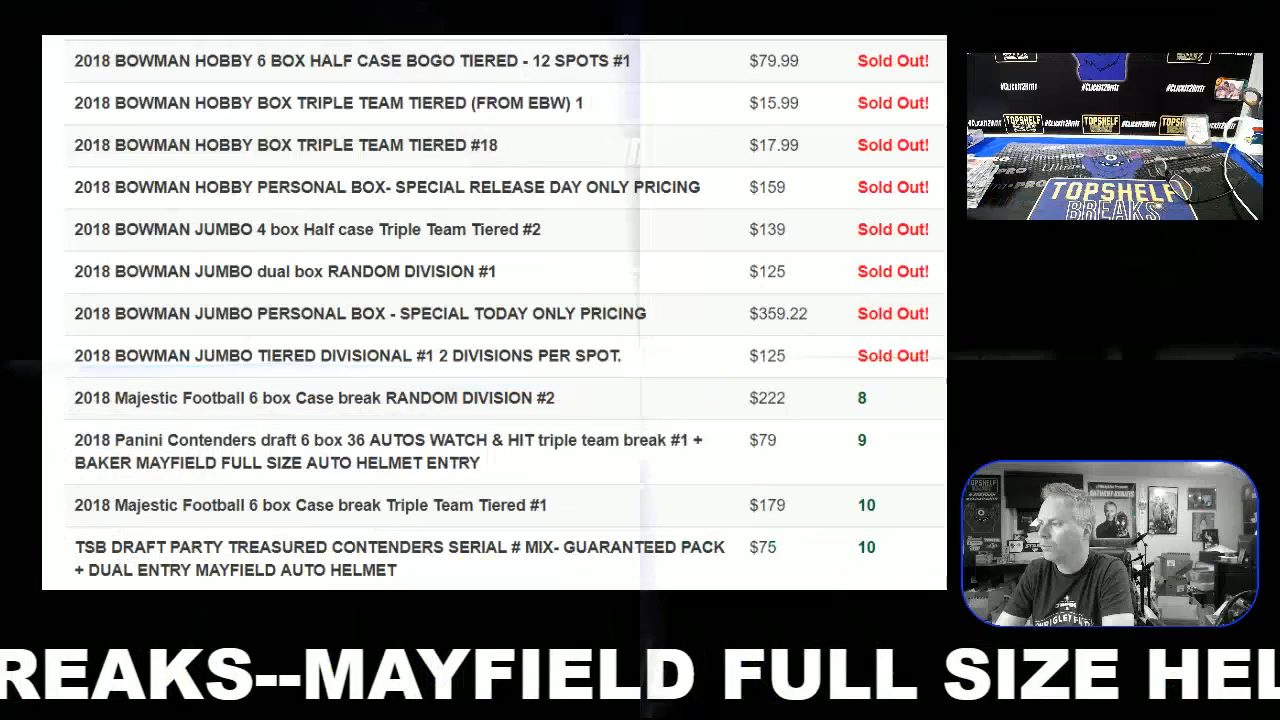 2018 BOWMAN HOBBY 6 BOX HALF CASE BOGO TIERED - 12 SPOTS #1 $79.99 Sold Out!
2018 BOWMAN HOBBY BOX TRIPLE TEAM TIERED (FROM EBW) 1 $15.99 Sold Out!
2018 BOWMAN HOBBY BOX TRIPLE TEAM TIERED #18 $17.99 Sold Out!
2018 BOWMAN HOBBY PERSONAL BOX- SPECIAL RELEASE DAY ONLY PRICING $159 Sold Out!
2018 BOWMAN JUMBO 4 box Half case Triple Team Tiered #2 $139 Sold Out!
2018 BOWMAN JUMBO dual box RANDOM DIVISION #1 $125 Sold Out!
2018 BOWMAN JUMBO PERSONAL BOX - SPECIAL TODAY ONLY PRICING $359.22 Sold Out!
2018 BOWMAN JUMBO TIERED DIVISIONAL #1 2 DIVISIONS PER SPOT. $125 Sold Out!
2018 Majestic Football 6 box Case break RANDOM DIVISION #2 $222 8
2018 Panini Contenders draft 6 box 36 AUTOS WATCH & HIT triple team break #1 + $79 9
BAKER MAYFIELD FULL SIZE AUTO HELMET ENTRY
2018 Majestic Football 6 box Case break Triple Team Tiered #1 $179 10
TSB DRAFT PARTY TREASURED CONTENDERS SERIAL # MIX- GUARANTEED PACK $75 10
+ DUAL ENTRY MAYFIELD AUTO HELMET
#CLICKIT2RIPIT
TOPSHELF
TOPSHELF
PRO
TOPSHELF
BREAKS
TOPSHELF
REAKS--MAYFIELD FULL SIZE HEL